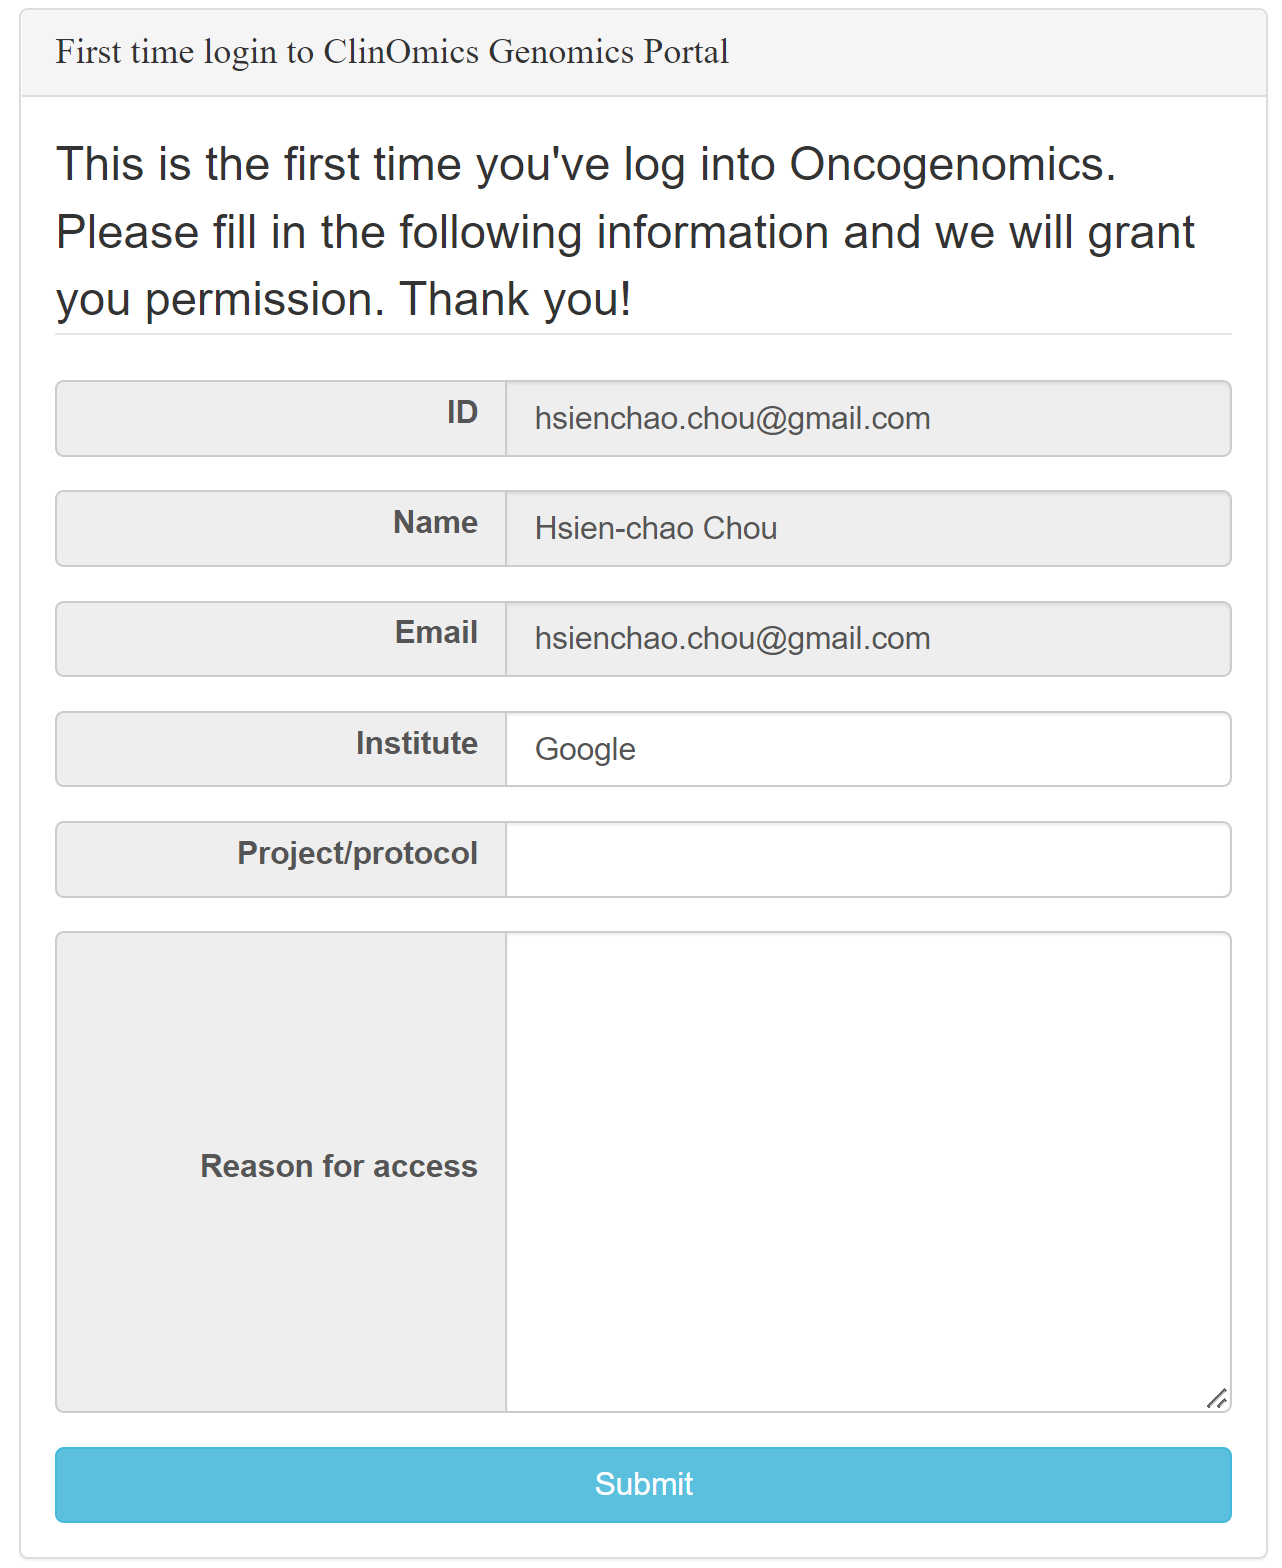 First time login to ClinOmics Genomics Portal
This is the first time you've log into Oncogenomics.
Please fill in the following information and we will grant
you permission. Thank you!
ID hsienchao.chou@gmail.com
Name Hsien-chao Chou
Email hsienchao.chou@gmail.com
Institute Google
Project/protocol
Reason for access
Submit